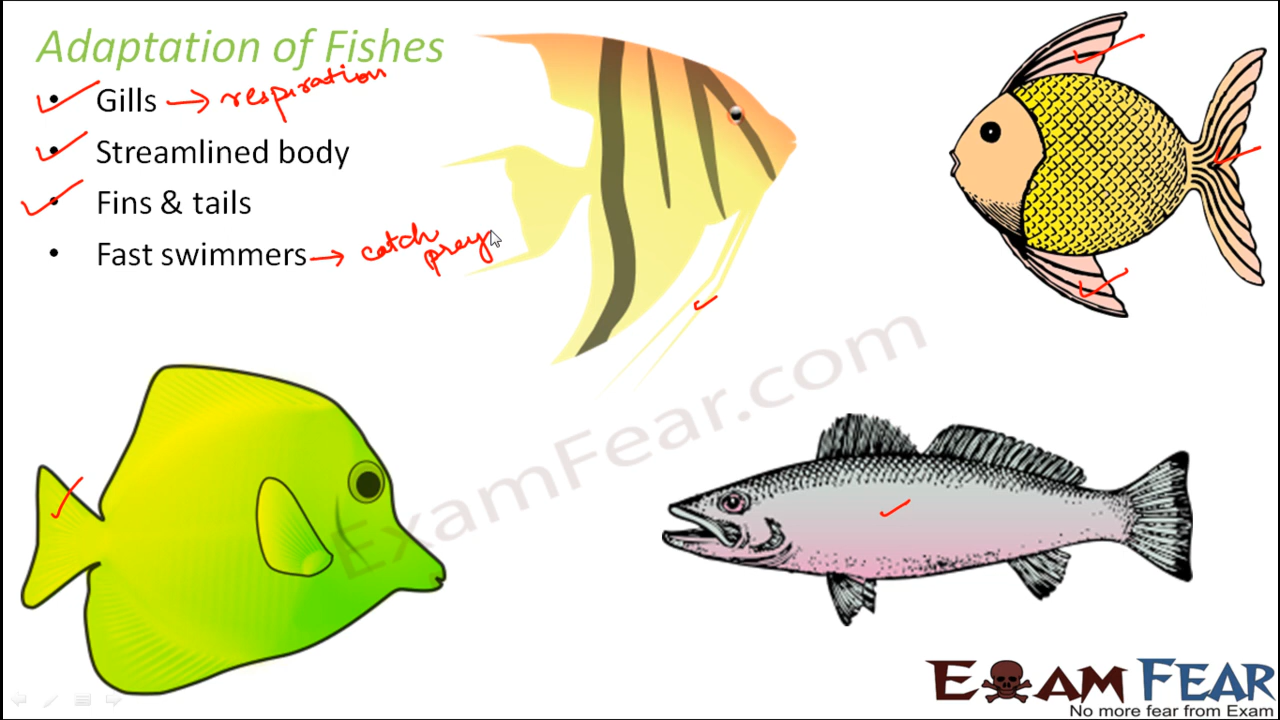 Adaptation of Fishes
• Gills → respiration
• Streamlined body
• Fins & tails
• Fast swimmers → catch prey
ExamFear.com
EXAM FEAR
No more fear from Exam